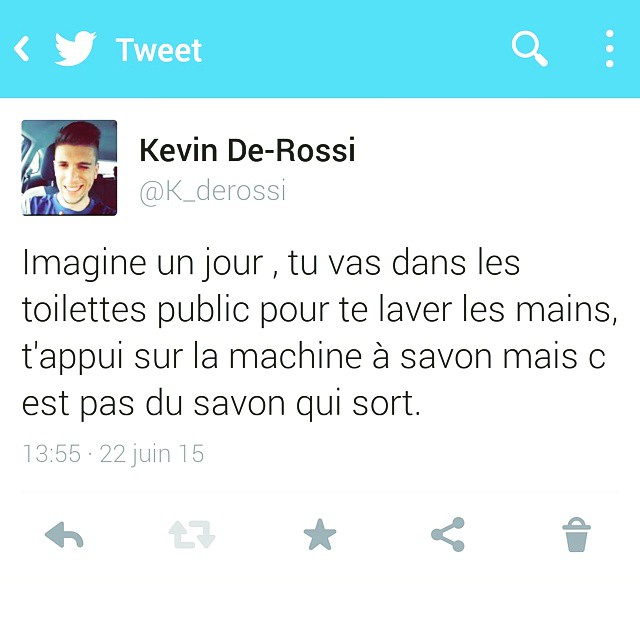 Tweet
Kevin De-Rossi
@K_derossi
Imagine un jour , tu vas dans les
toilettes public pour te laver les mains,
t'appui sur la machine à savon mais c
est pas du savon qui sort.
13:55 · 22 juin 15